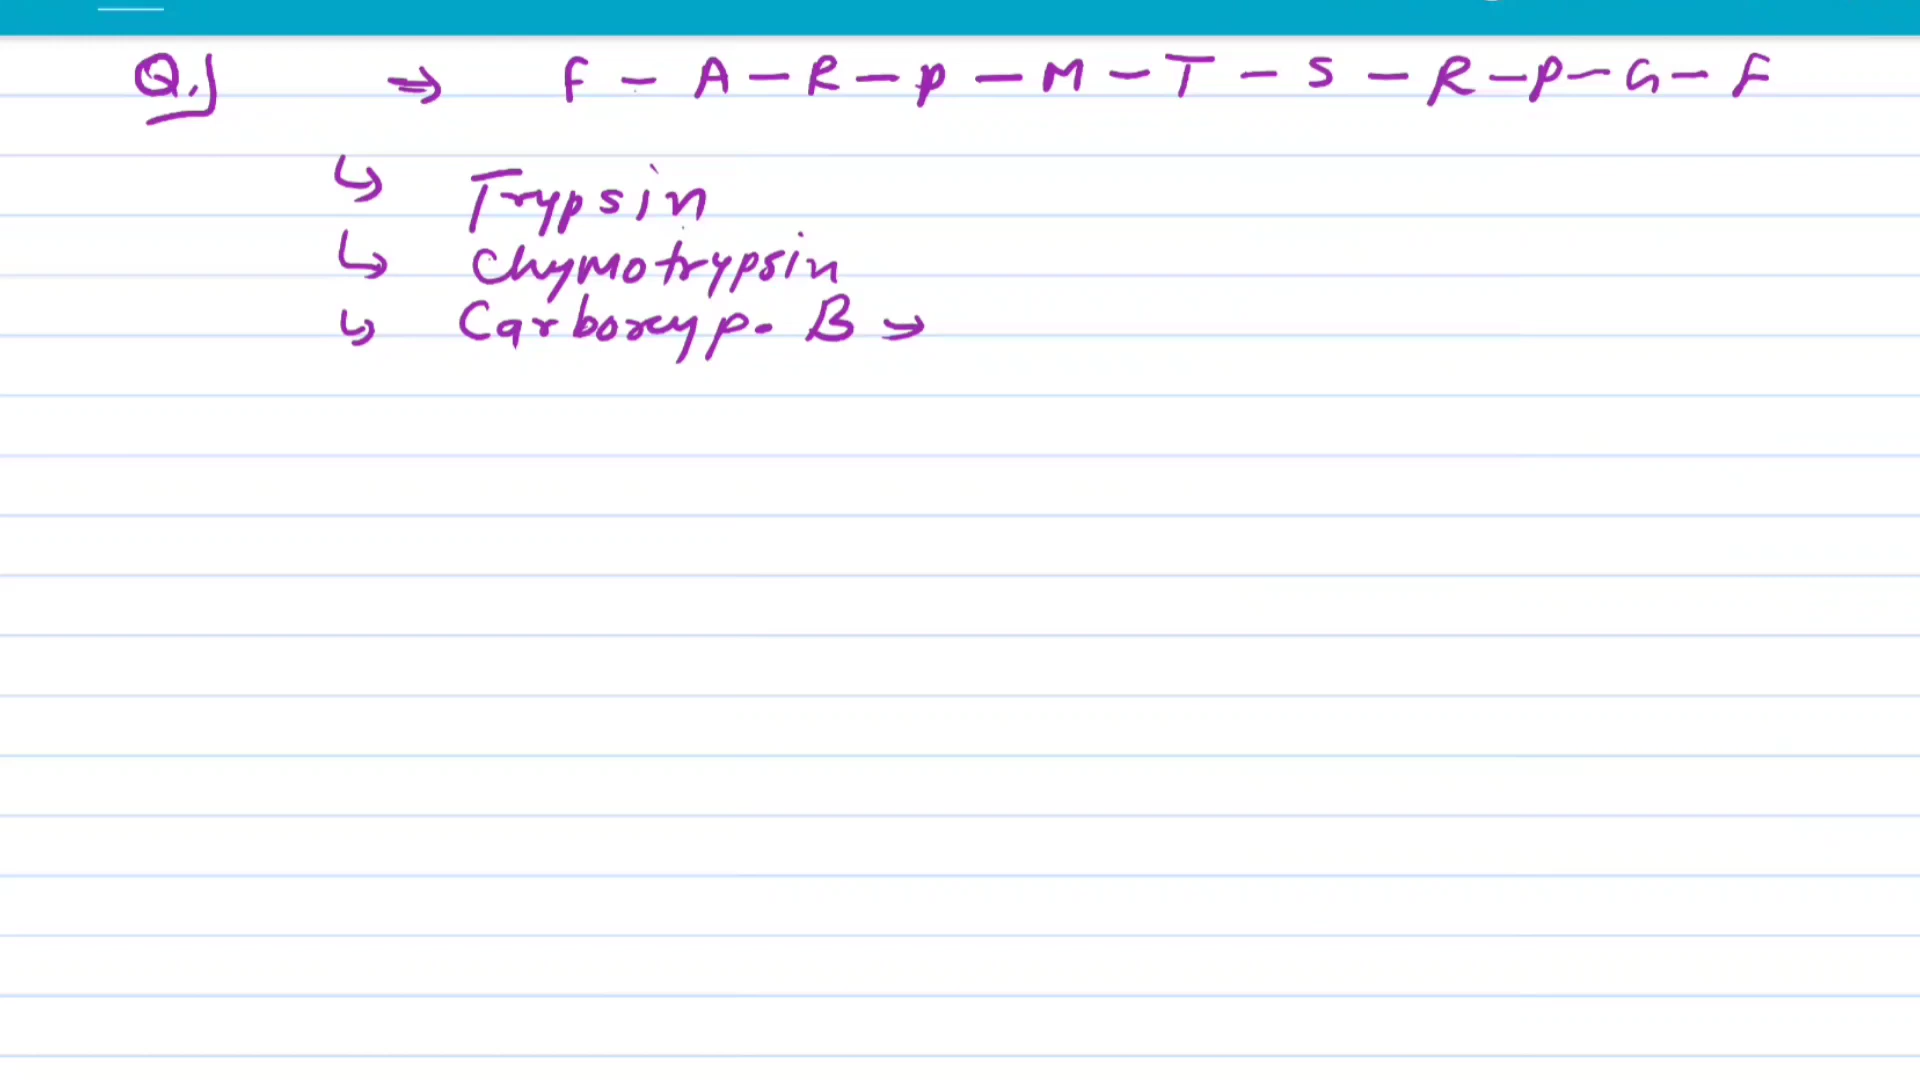 Q.) ⇒ F - A - R - P - M - T - S - R - P - G - F
↳ Trypsin
↳ Chymotrypsin
↳ Carboxyp. B →